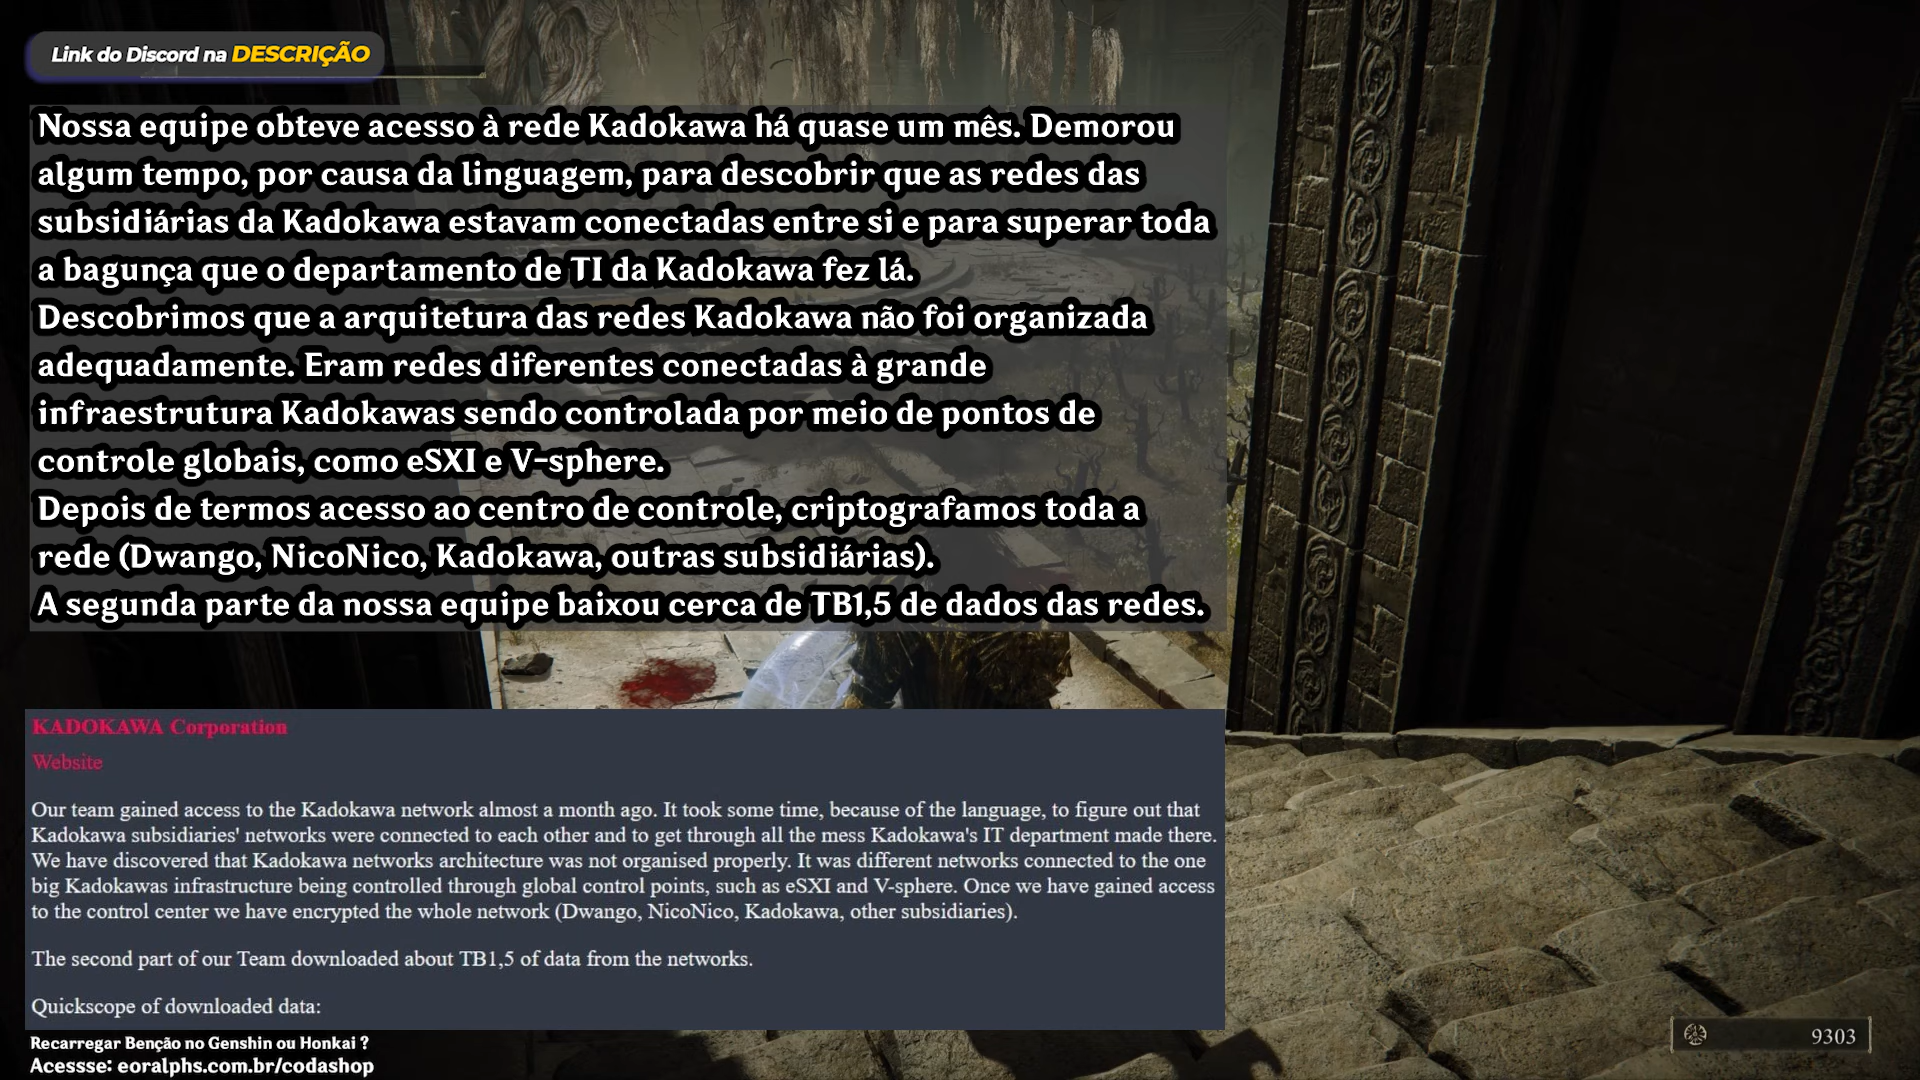 Link do Discord na DESCRIÇÃO
Nossa equipe obteve acesso à rede Kadokawa há quase um mês. Demorou
algum tempo, por causa da linguagem, para descobrir que as redes das
subsidiárias da Kadokawa estavam conectadas entre si e para superar toda
a bagunça que o departamento de TI da Kadokawa fez lá.
Descobrimos que a arquitetura das redes Kadokawa não foi organizada
adequadamente. Eram redes diferentes conectadas à grande
infraestrutura Kadokawas sendo controlada por meio de pontos de
controle globais, como eSXI e V-sphere.
Depois de termos acesso ao centro de controle, criptografamos toda a
rede (Dwango, NicoNico, Kadokawa, outras subsidiárias).
A segunda parte da nossa equipe baixou cerca de TB1,5 de dados das redes.
KADOKAWA Corporation
Website
Our team gained access to the Kadokawa network almost a month ago. It took some time, because of the language, to figure out that
Kadokawa subsidiaries' networks were connected to each other and to get through all the mess Kadokawa's IT department made there.
We have discovered that Kadokawa networks architecture was not organised properly. It was different networks connected to the one
big Kadokawas infrastructure being controlled through global control points, such as eSXI and V-sphere. Once we have gained access
to the control center we have encrypted the whole network (Dwango, NicoNico, Kadokawa, other subsidiaries).
The second part of our Team downloaded about TB1,5 of data from the networks.
Quickscope of downloaded data:
Recarregar Benção no Genshin ou Honkai ?
Acessse: eoralphs.com.br/codashop
9303